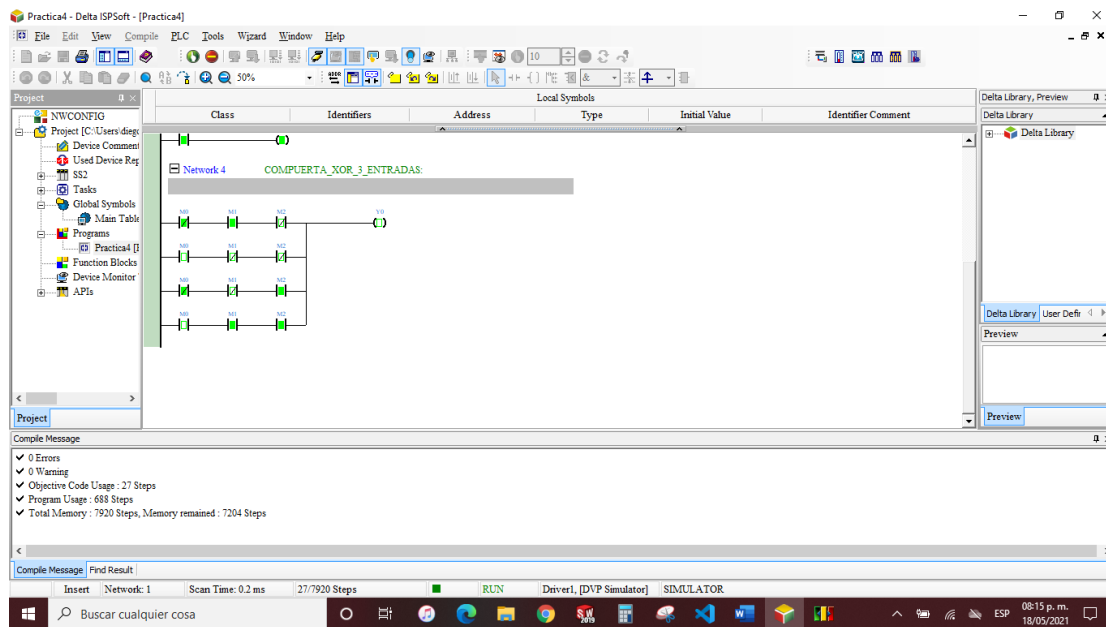 Practica4 - Delta ISPSoft - [Practica4]
File Edit View Compile PLC Tools Wizard Window Help
10
50%
&
Project
NWCONFIG
Project [C:\Users\diego
Device Comment
Used Device Rep
SS2
Tasks
Global Symbols
Main Table
Programs
Practica4 [P
Function Blocks
Device Monitor
APIs
Project
Local Symbols
Class Identifiers Address Type Initial Value Identifier Comment
Network 4 COMPUERTA_XOR_3_ENTRADAS:
M0 M1 M2 Y0
M0 M1 M2
M0 M1 M2
M0 M1 M2
Delta Library, Preview
Delta Library
Delta Library
Delta Library User Defir
Preview
Preview
Compile Message
0 Errors
0 Warning
Objective Code Usage : 27 Steps
Program Usage : 688 Steps
Total Memory : 7920 Steps, Memory remained : 7204 Steps
Compile Message Find Result
Insert Network: 1 Scan Time: 0.2 ms 27/7920 Steps RUN Driver1, [DVP Simulator] SIMULATOR
Buscar cualquier cosa
ESP
08:15 p. m.
18/05/2021